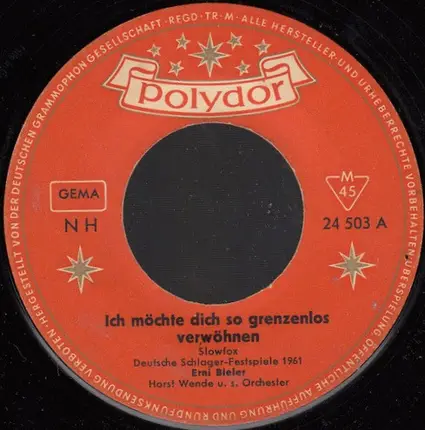 HERGESTELLT VON DER DEUTSCHEN GRAMMOPHON GESELLSCHAFT · REGD · TR · M · ALLE HERSTELLER- UND URHEBERRECHTE VORBEHALTEN · ÜBERSPIELUNG, ÖFFENTLICHE AUFFÜHRUNG UND RUNDFUNKSENDUNG VERBOTEN ·
polydor
GEMA
M
45
NH
24 503 A
Ich möchte dich so grenzenlos
verwöhnen
Slowfox
Deutsche Schlager-Festspiele 1961
Erni Bieler
Horst Wende u. s. Orchester